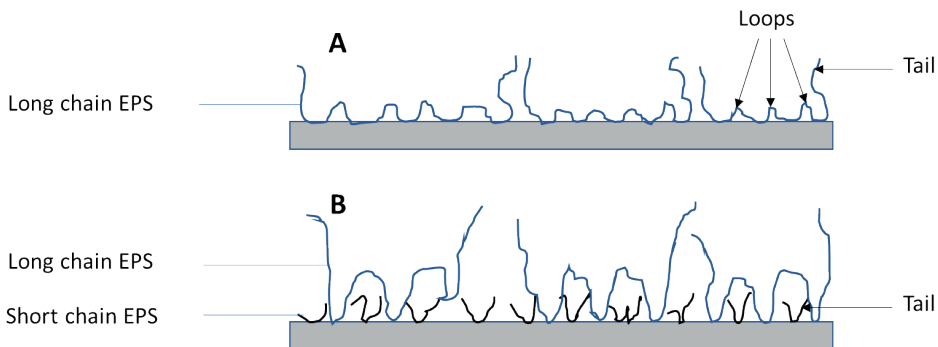 Loops
A
Tail
Long chain EPS
B
Long chain EPS
Short chain EPS
Tail